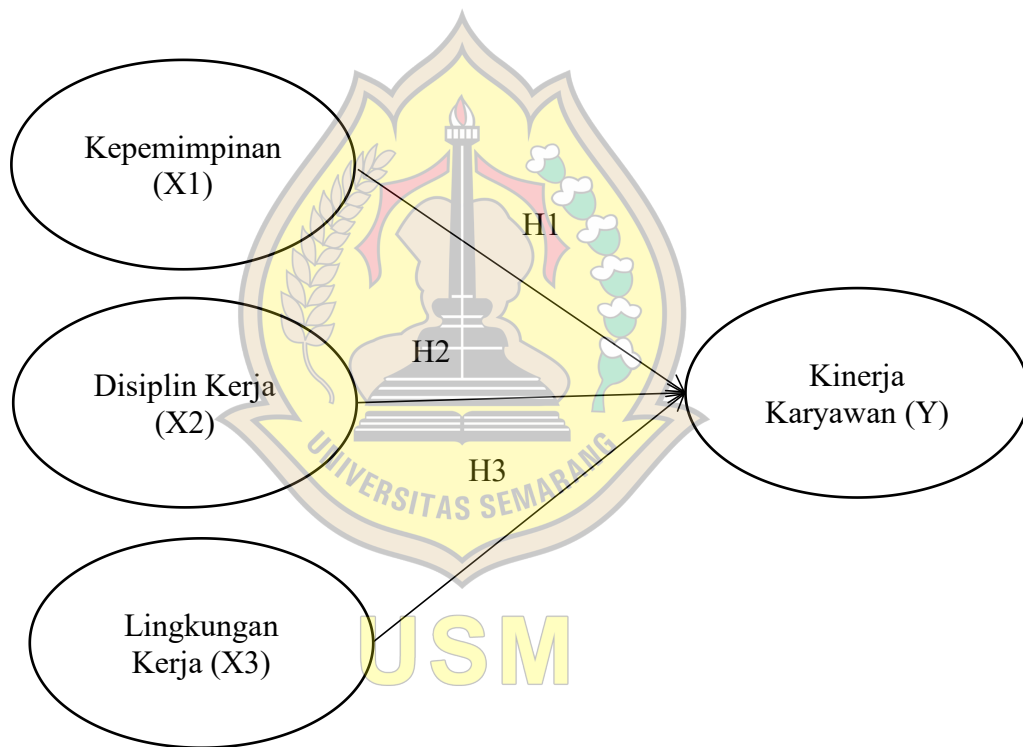 Kepemimpinan
(X1)
H1
Disiplin Kerja
(X2)
H2
Kinerja
Karyawan (Y)
H3
UNIVERSITAS SEMARANG
Lingkungan
Kerja (X3)
USM